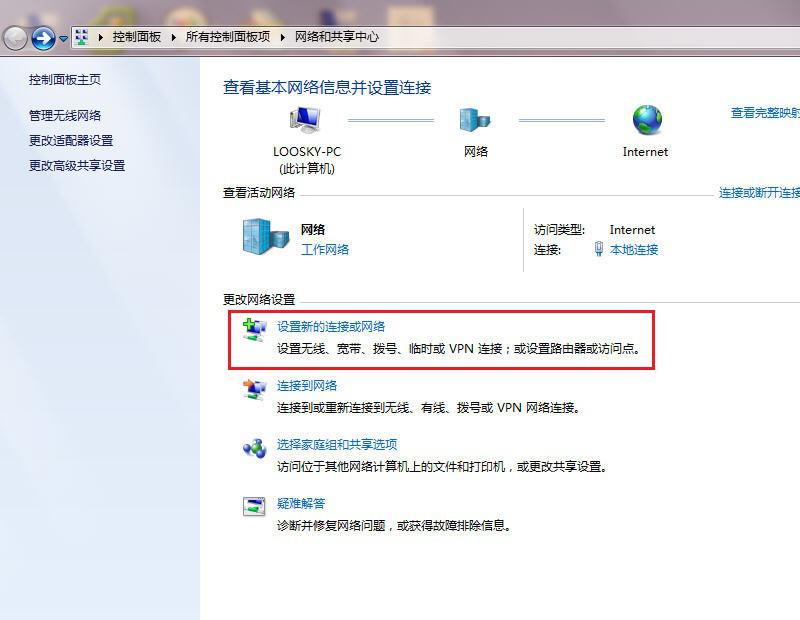 控制面板 ▸ 所有控制面板项 ▸ 网络和共享中心
控制面板主页
管理无线网络
更改适配器设置
更改高级共享设置
查看基本网络信息并设置连接
查看完整映射
LOOSKY-PC
(此计算机)
网络
Internet
查看活动网络
连接或断开连接
网络
工作网络
访问类型: Internet
连接: 本地连接
更改网络设置
设置新的连接或网络
设置无线、宽带、拨号、临时或 VPN 连接；或设置路由器或访问点。
连接到网络
连接到或重新连接到无线、有线、拨号或 VPN 网络连接。
选择家庭组和共享选项
访问位于其他网络计算机上的文件和打印机，或更改共享设置。
疑难解答
诊断并修复网络问题，或获得故障排除信息。